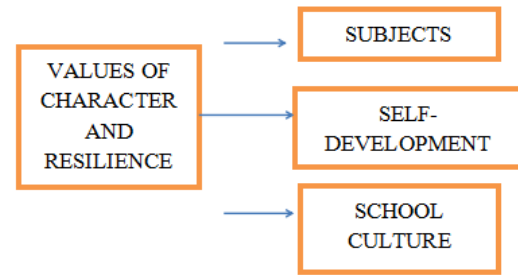 VALUES OF
CHARACTER
AND
RESILIENCE
SUBJECTS
SELF-
DEVELOPMENT
SCHOOL
CULTURE